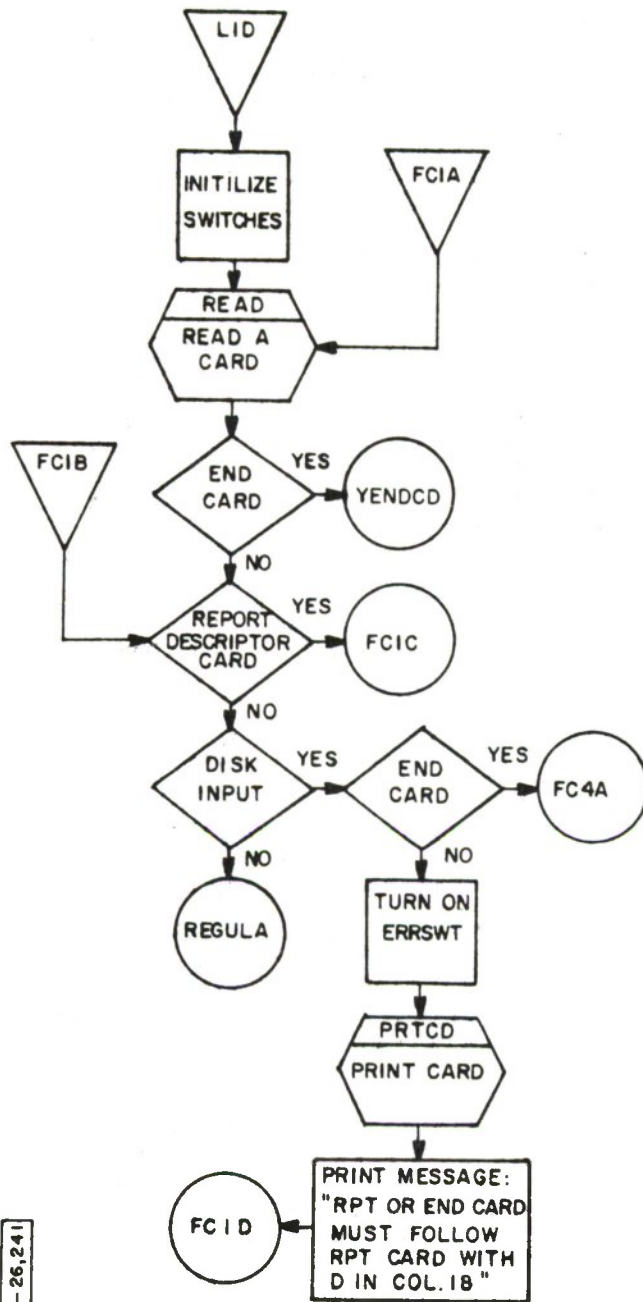 LID
INITILIZE
SWITCHES
FCIA
READ
READ A
CARD
FCIB
END
CARD
YES
YENDCD
NO
REPORT
DESCRIPTOR
CARD
YES
FCIC
NO
DISK
INPUT
YES
END
CARD
YES
FC4A
NO
NO
REGULA
TURN ON
ERRSWT
PRTCD
PRINT CARD
PRINT MESSAGE:
"RPT OR END CARD
MUST FOLLOW
RPT CARD WITH
D IN COL. 18"
FCID
- 26,241